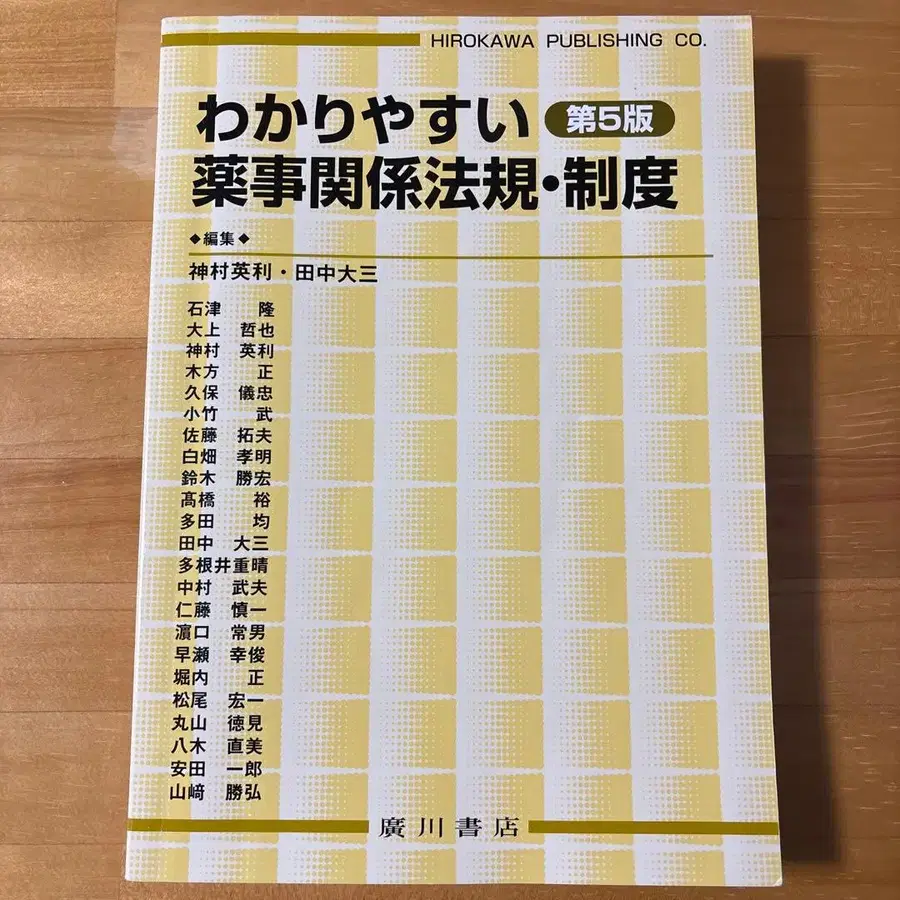 HIROKAWA PUBLISHING CO.
わかりやすい 第5版
薬事関係法規・制度
◆編集◆
神村英利・田中大三
石津 隆
大上 哲也
神村 英利
木方 正
久保 儀忠
小竹 武
佐藤 拓夫
白畑 孝明
鈴木 勝宏
髙橋 裕
多田 均
田中 大三
多根井重晴
中村 武夫
仁藤 慎一
濵口 常男
早瀬 幸俊
堀内 正
松尾 宏一
丸山 徳見
八木 直美
安田 一郎
山﨑 勝弘
廣川書店